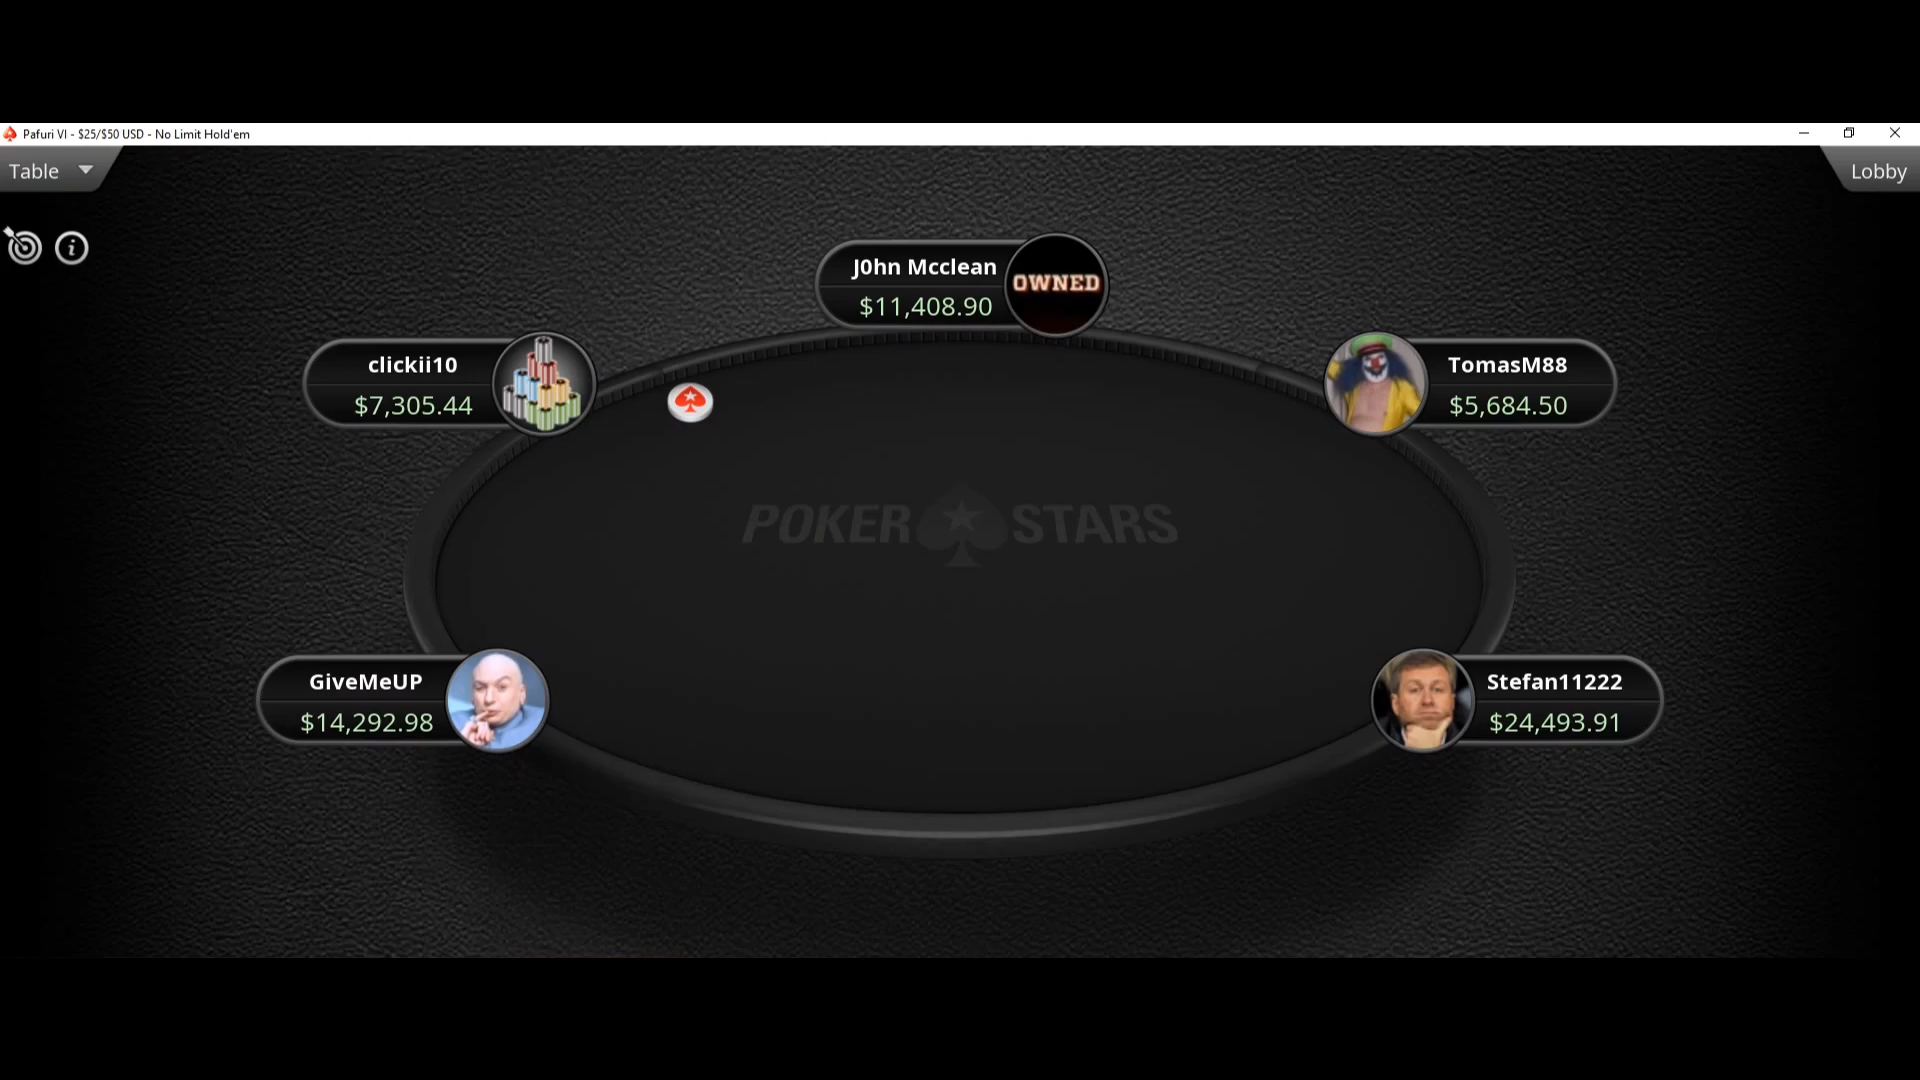 Pafuri VI - $25/$50 USD - No Limit Hold'em
Table
Lobby
J0hn Mcclean
$11,408.90
OWNED
clickii10
$7,305.44
TomasM88
$5,684.50
POKER STARS
GiveMeUP
$14,292.98
Stefan11222
$24,493.91